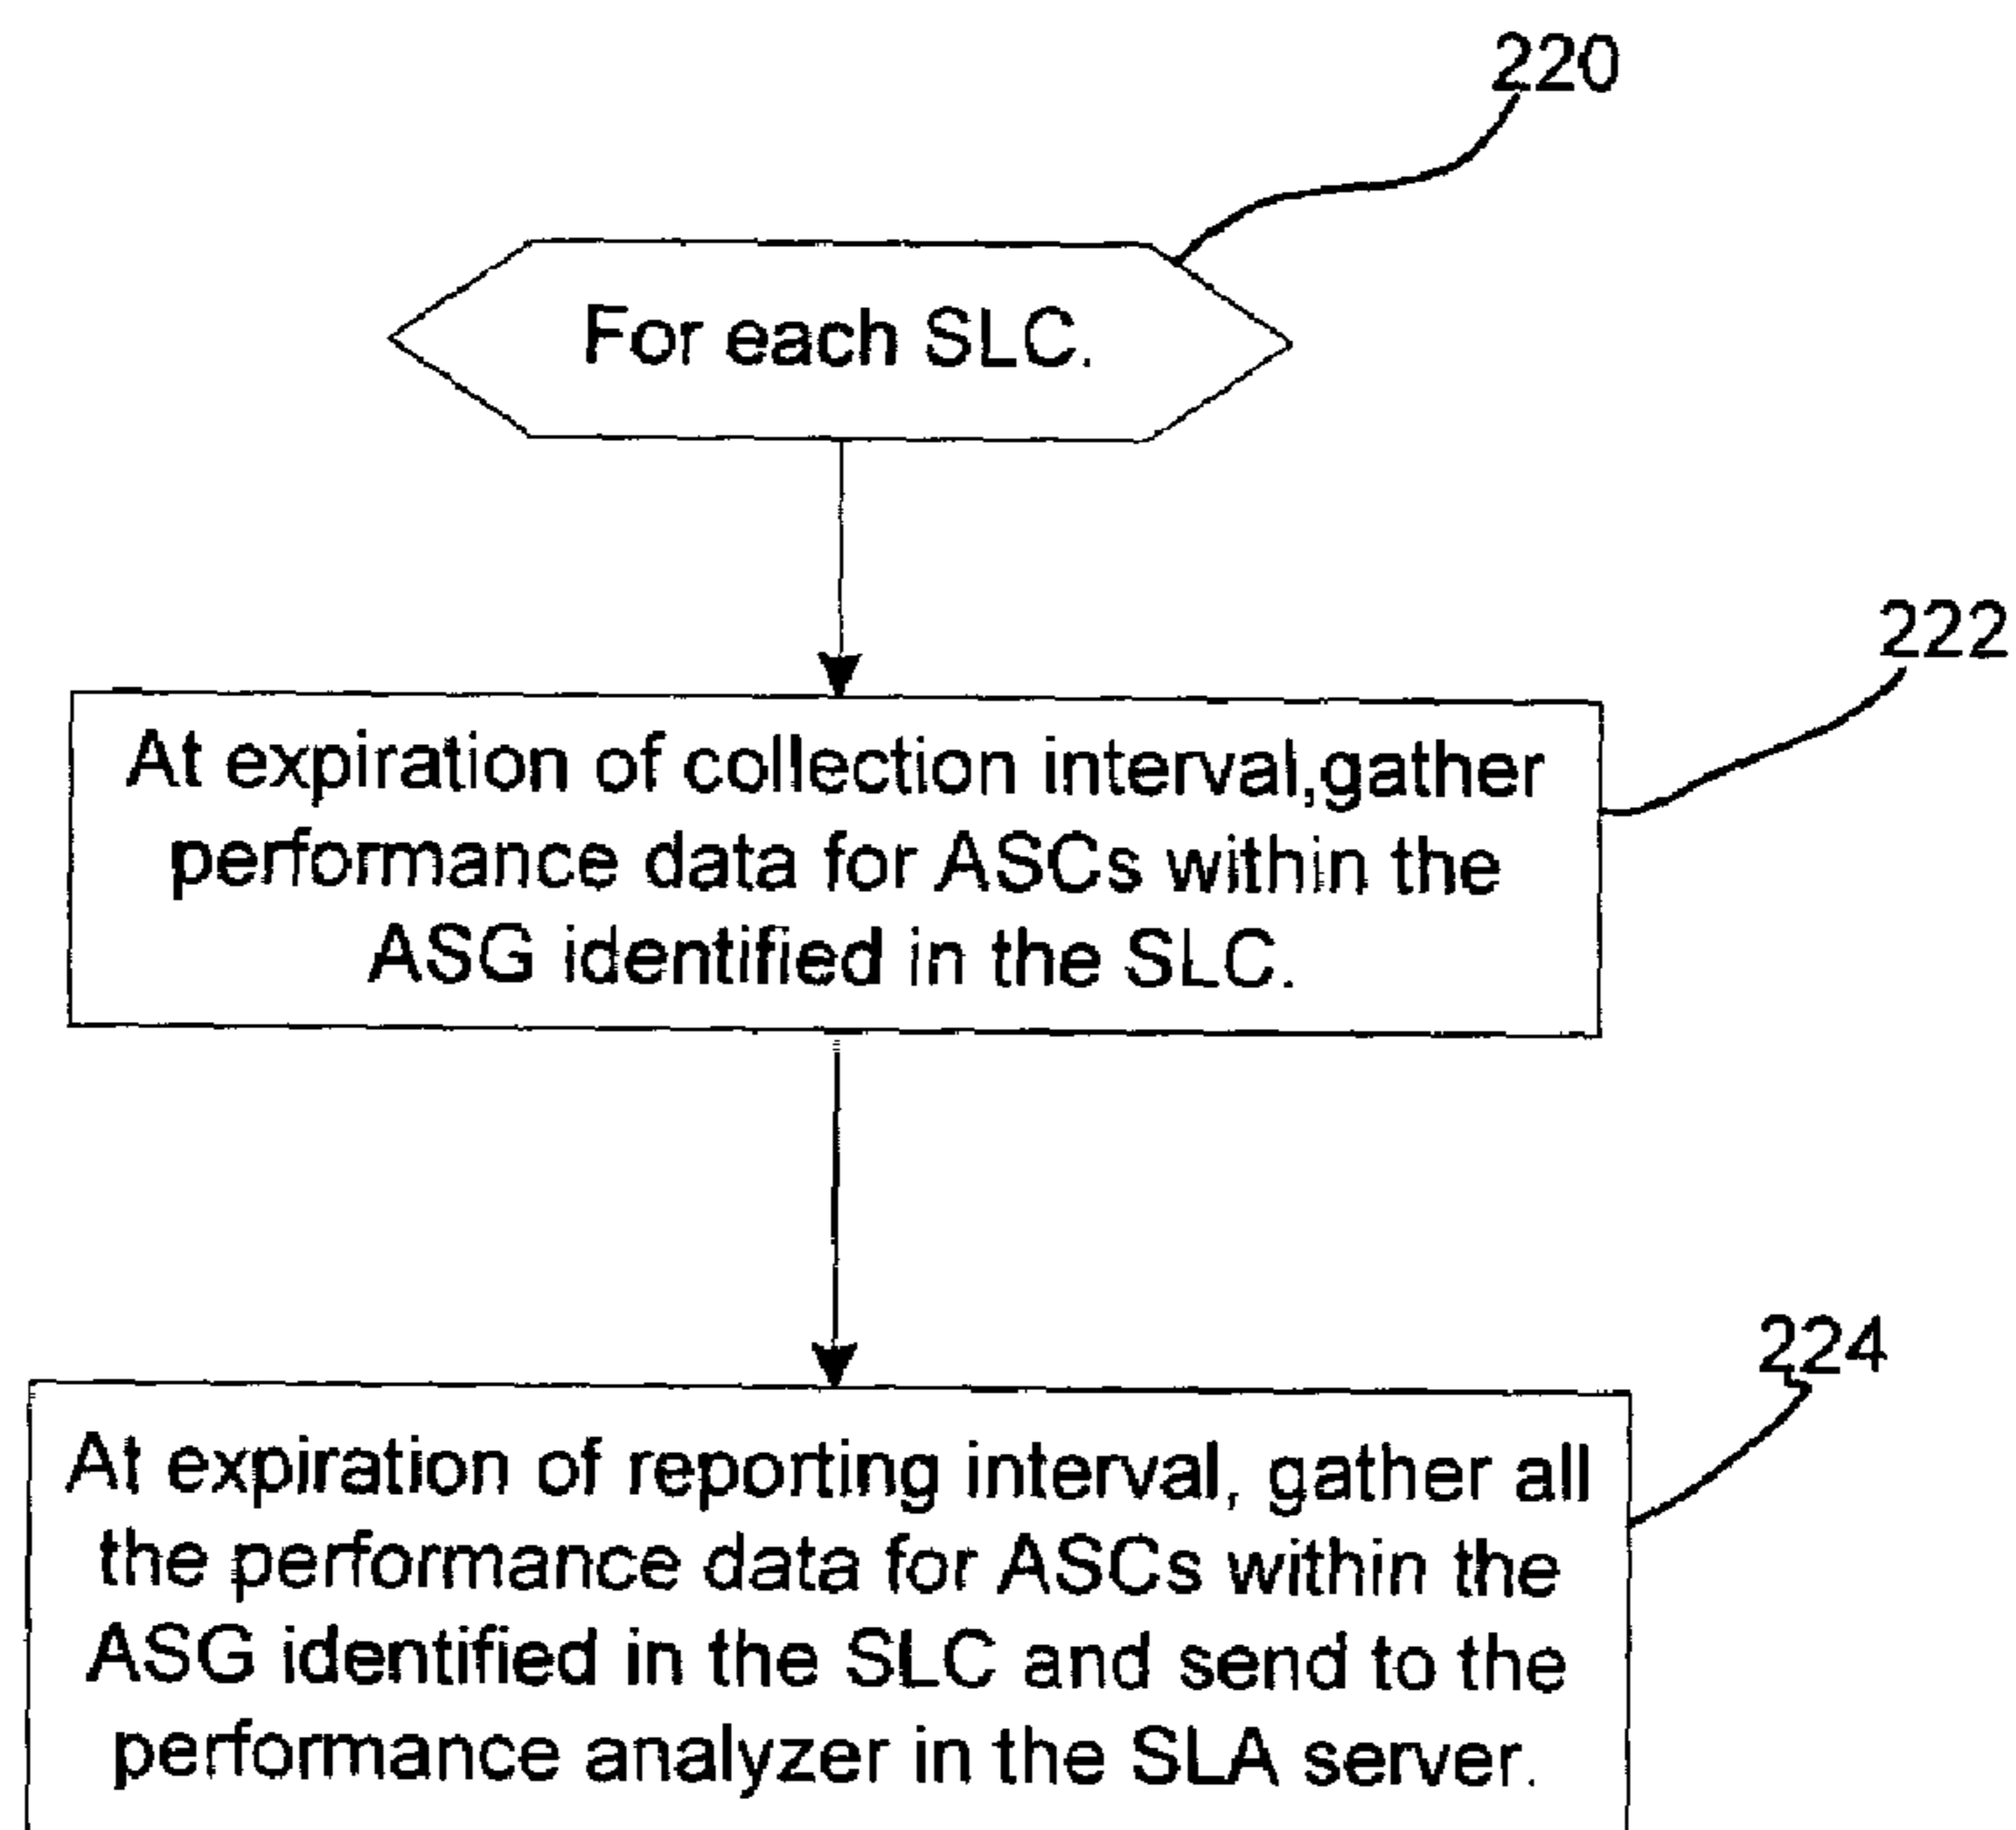 220
For each SLC.
222
At expiration of collection interval,gather
performance data for ASCs within the
ASG identified in the SLC.
224
At expiration of reporting interval, gather all
the performance data for ASCs within the
ASG identified in the SLC and send to the
performance analyzer in the SLA server.